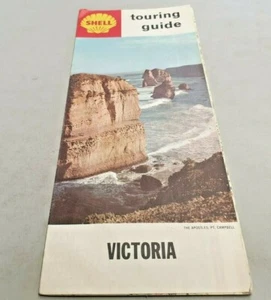 SHELL
touring
guide
THE APOSTLES, PT. CAMPBELL
VICTORIA